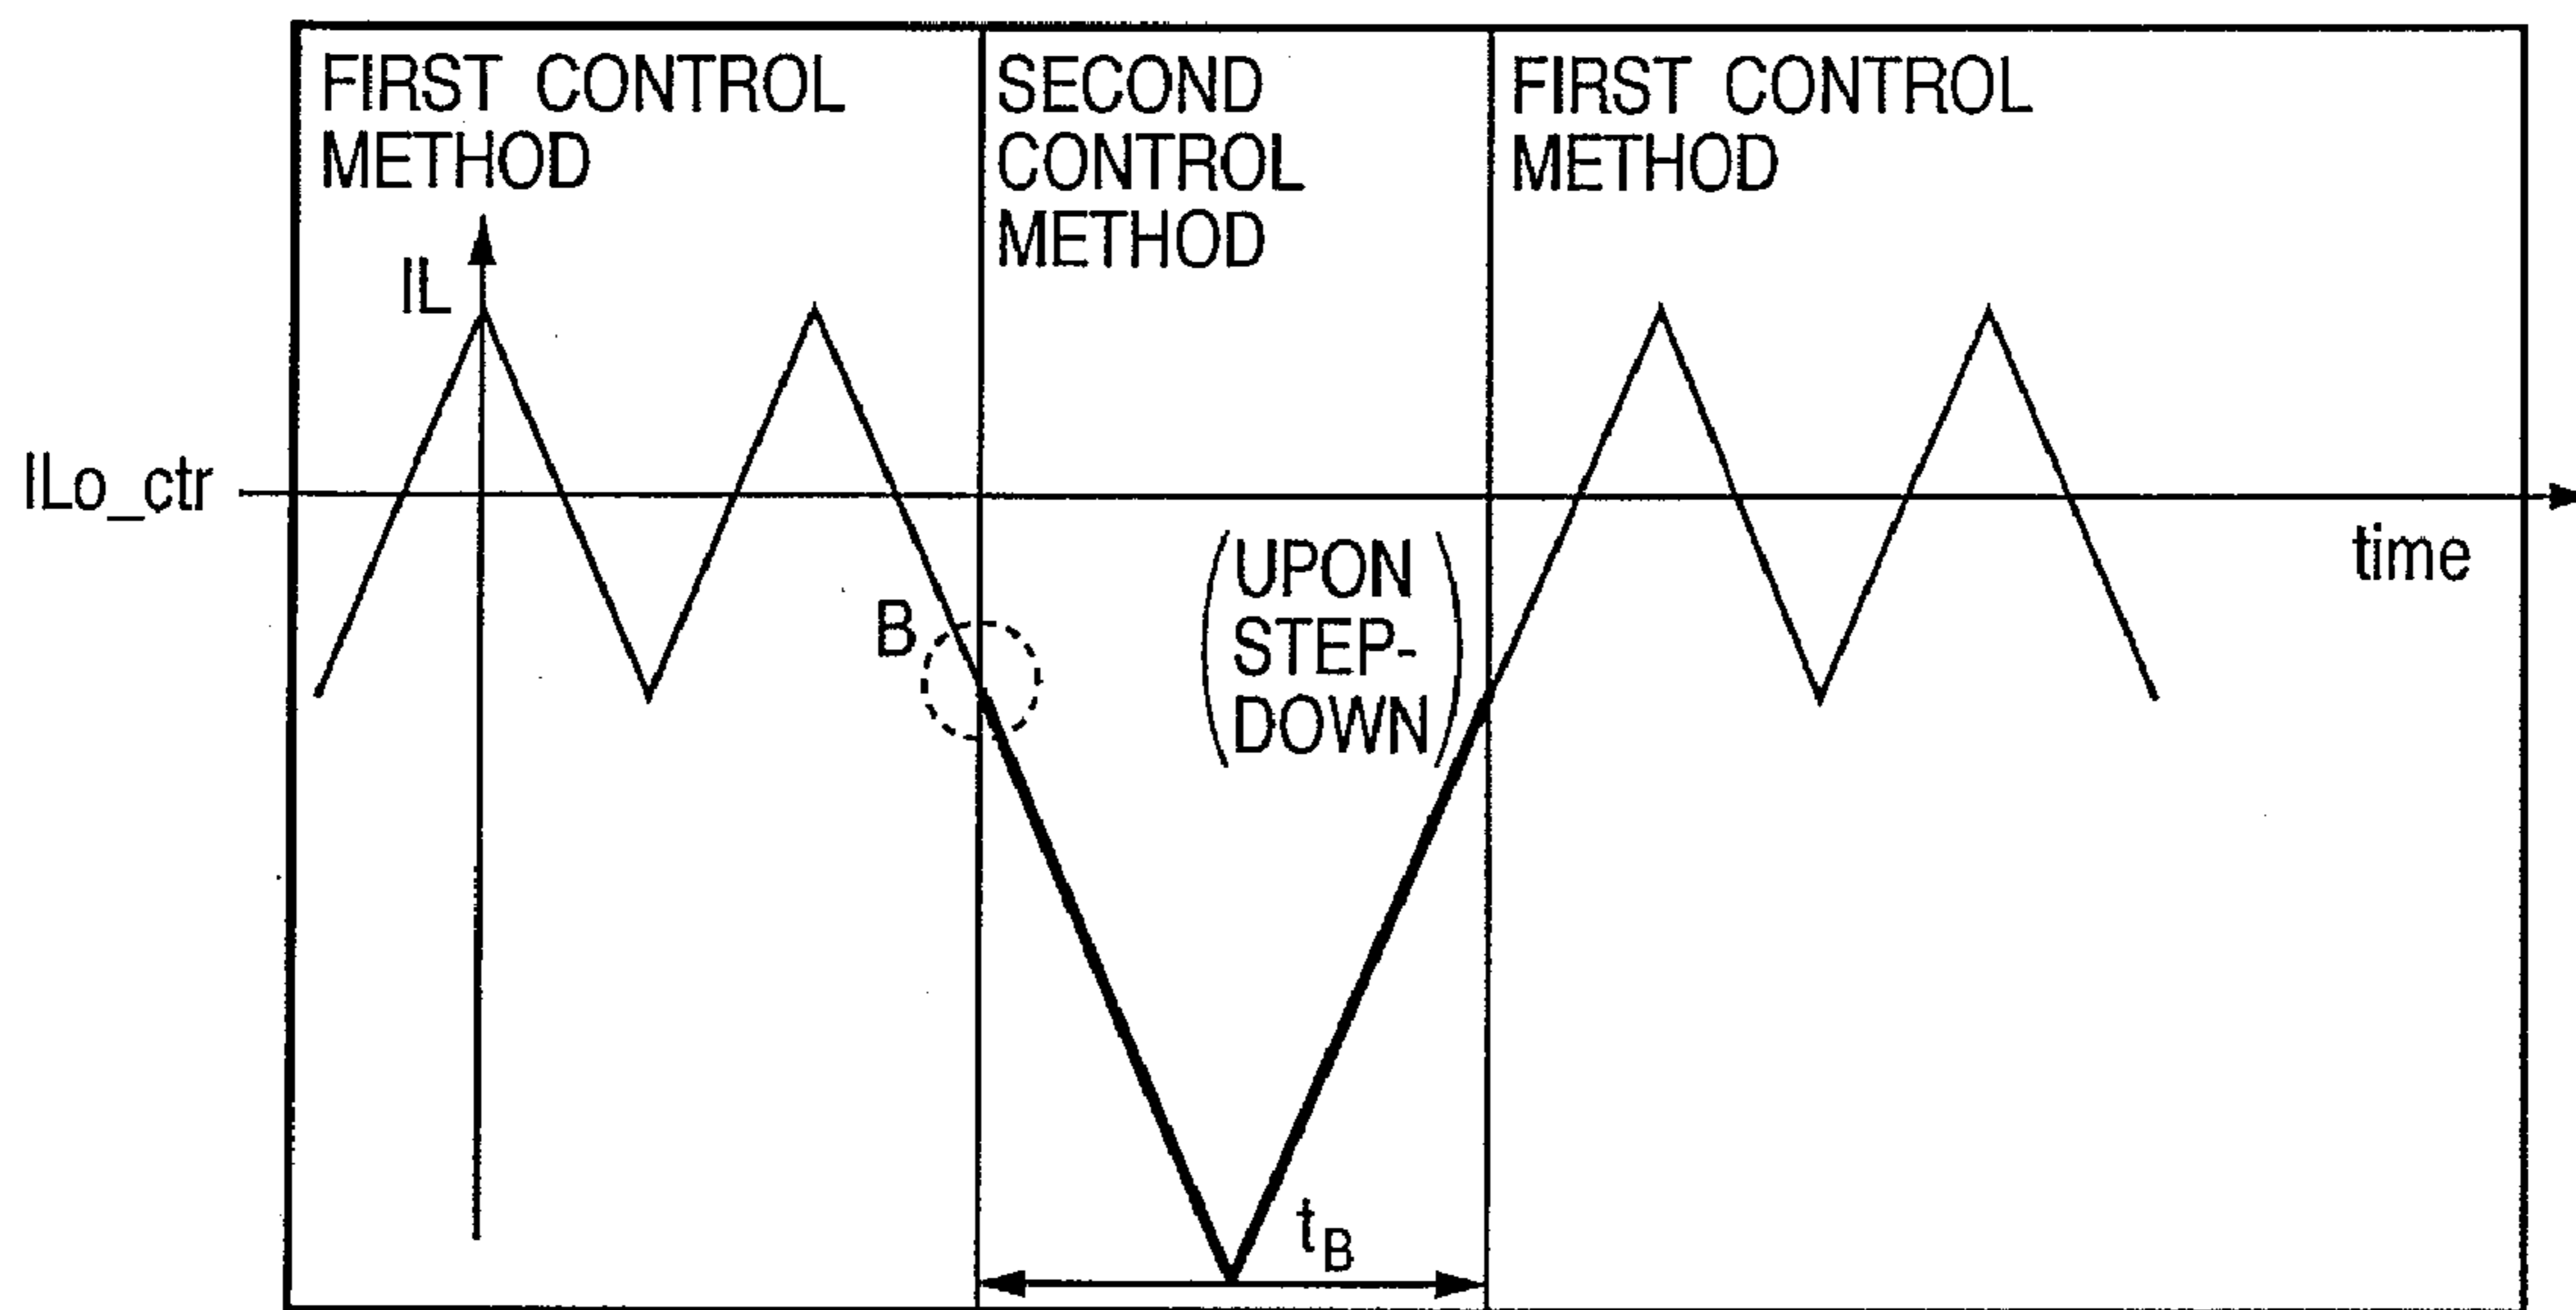 FIRST CONTROL
METHOD
SECOND
CONTROL
METHOD
FIRST CONTROL
METHOD
IL
ILo_ctr
time
B
(UPON
STEP-
DOWN)
tB